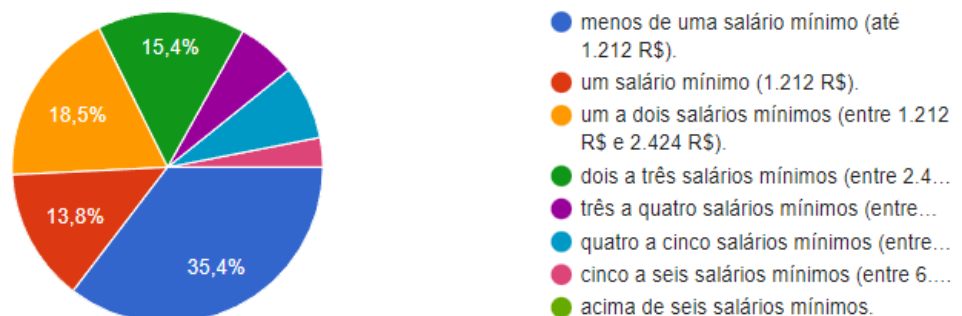 15,4%
18,5%
13,8%
35,4%
menos de uma salário mínimo (até
1.212 R$).
um salário mínimo (1.212 R$).
um a dois salários mínimos (entre 1.212
R$ e 2.424 R$).
dois a três salários mínimos (entre 2.4…
três a quatro salários mínimos (entre…
quatro a cinco salários mínimos (entre…
cinco a seis salários mínimos (entre 6.…
acima de seis salários mínimos.